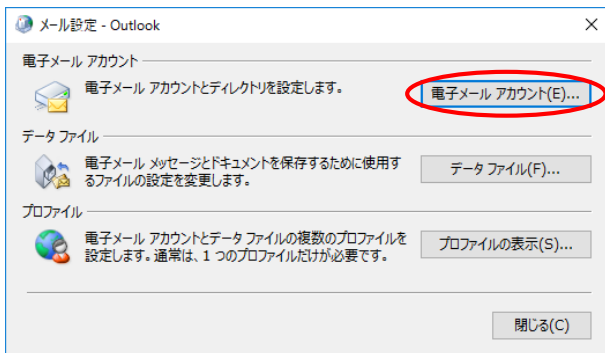 メール設定 - Outlook
電子メール アカウント
電子メール アカウントとディレクトリを設定します。
電子メール アカウント(E)...
データ ファイル
電子メール メッセージとドキュメントを保存するために使用す
るファイルの設定を変更します。
データ ファイル(F)...
プロファイル
電子メール アカウントとデータ ファイルの複数のプロファイルを
設定します。通常は、1 つのプロファイルだけが必要です。
プロファイルの表示(S)...
閉じる(C)